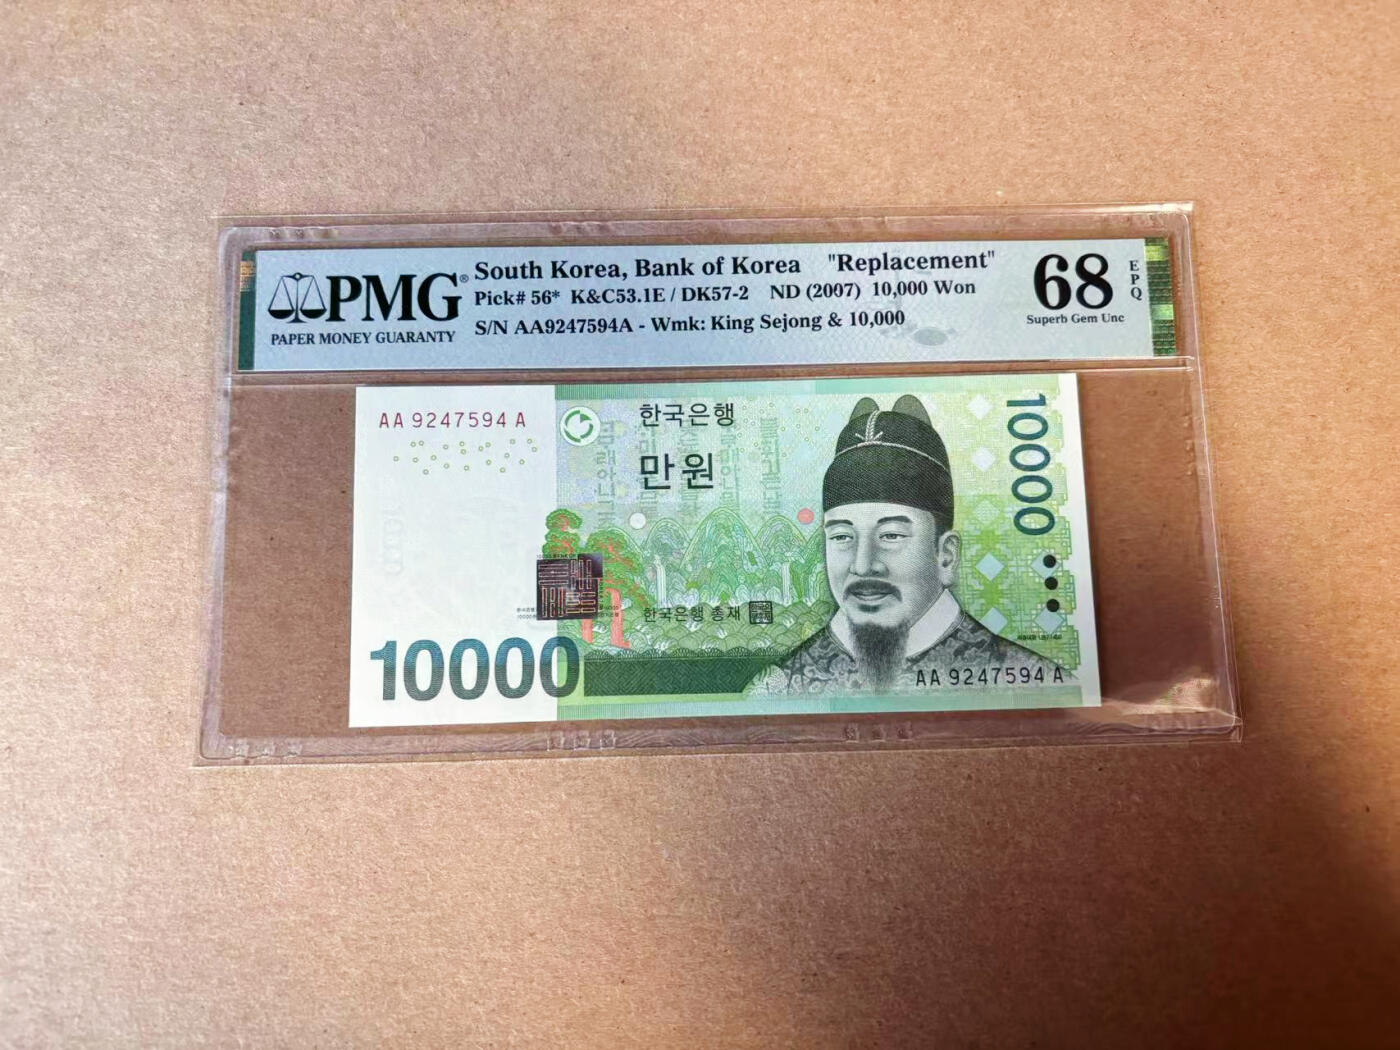 PMG®
PAPER MONEY GUARANTY
South Korea, Bank of Korea "Replacement"
Pick# 56* K&C53.1E / DK57-2 ND (2007) 10,000 Won
S/N AA9247594A - Wmk: King Sejong & 10,000
68
EPQ
Superb Gem Unc
AA 9247594 A
한국은행
만원
10000
한국은행 총재
10000
AA 9247594 A